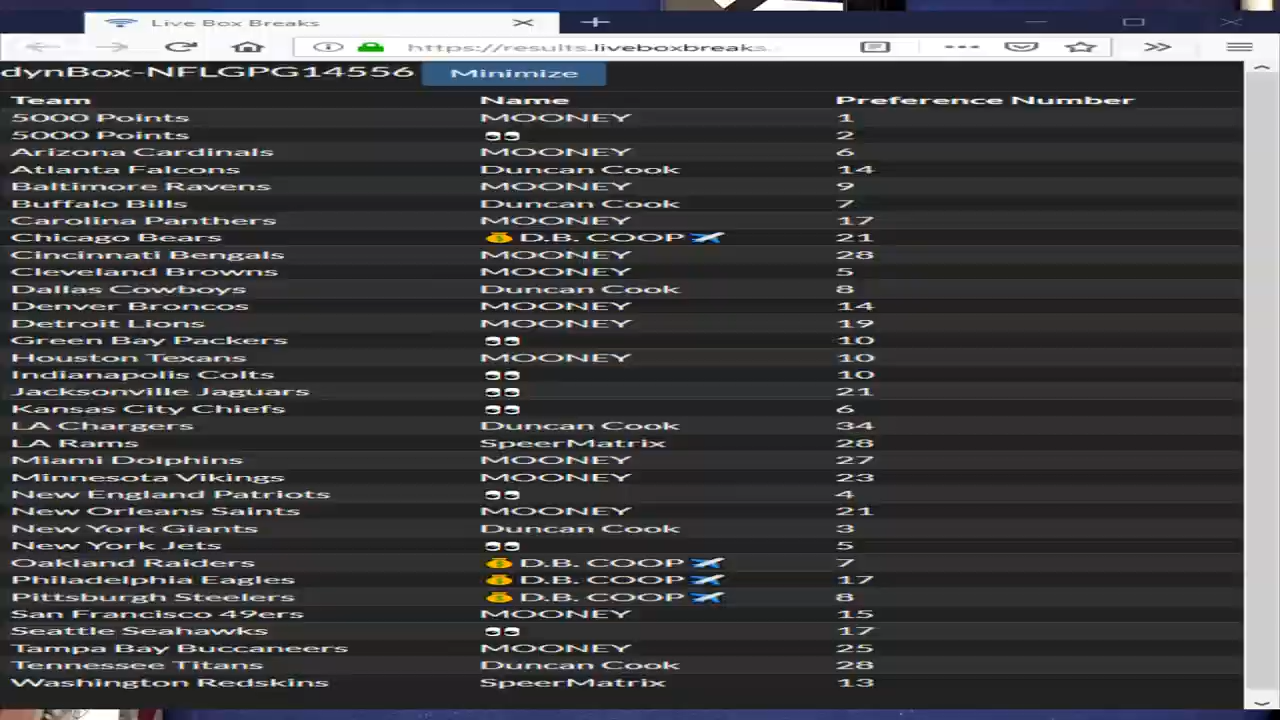 Live Box Breaks
https://results.liveboxbreaks.
dynBox-NFLGPG14556 Minimize
Team Name Preference Number
5000 Points MOONEY 1
5000 Points 👀 2
Arizona Cardinals MOONEY 6
Atlanta Falcons Duncan Cook 14
Baltimore Ravens MOONEY 9
Buffalo Bills Duncan Cook 7
Carolina Panthers MOONEY 17
Chicago Bears 💰 D.B. COOP ✈️ 21
Cincinnati Bengals MOONEY 28
Cleveland Browns MOONEY 5
Dallas Cowboys Duncan Cook 8
Denver Broncos MOONEY 14
Detroit Lions MOONEY 19
Green Bay Packers 👀 10
Houston Texans MOONEY 10
Indianapolis Colts 👀 10
Jacksonville Jaguars 👀 21
Kansas City Chiefs 👀 6
LA Chargers Duncan Cook 34
LA Rams SpeerMatrix 28
Miami Dolphins MOONEY 27
Minnesota Vikings MOONEY 23
New England Patriots 👀 4
New Orleans Saints MOONEY 21
New York Giants Duncan Cook 3
New York Jets 👀 5
Oakland Raiders 💰 D.B. COOP ✈️ 7
Philadelphia Eagles 💰 D.B. COOP ✈️ 17
Pittsburgh Steelers 💰 D.B. COOP ✈️ 8
San Francisco 49ers MOONEY 15
Seattle Seahawks 👀 17
Tampa Bay Buccaneers MOONEY 25
Tennessee Titans Duncan Cook 28
Washington Redskins SpeerMatrix 13